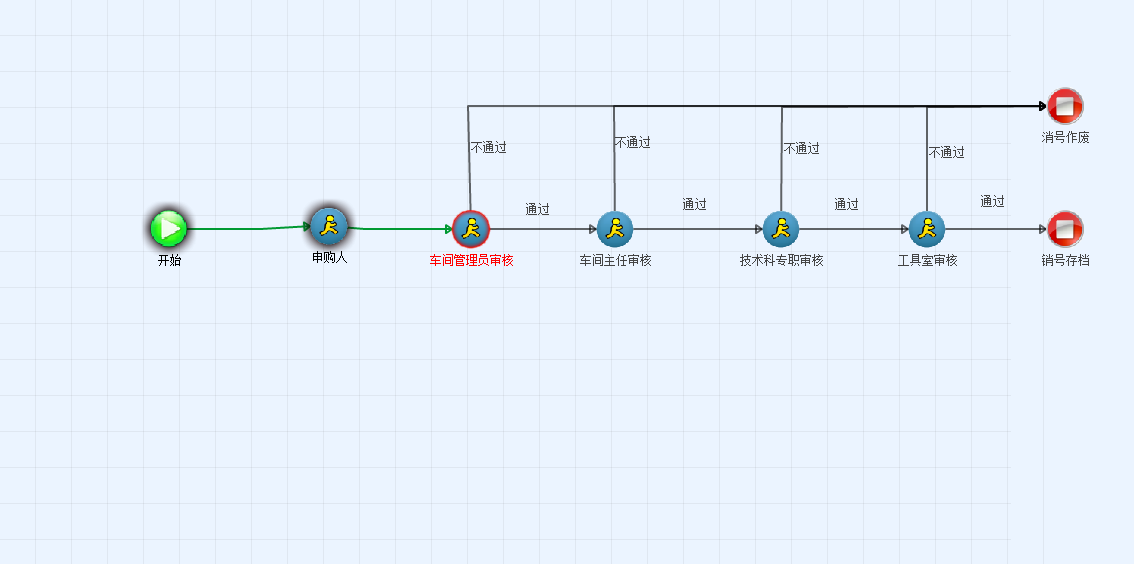 不通过
不通过
不通过
不通过
消号作废
通过
通过
通过
通过
开始
申购人
车间管理员审核
车间主任审核
技术科专职审核
工具室审核
销号存档